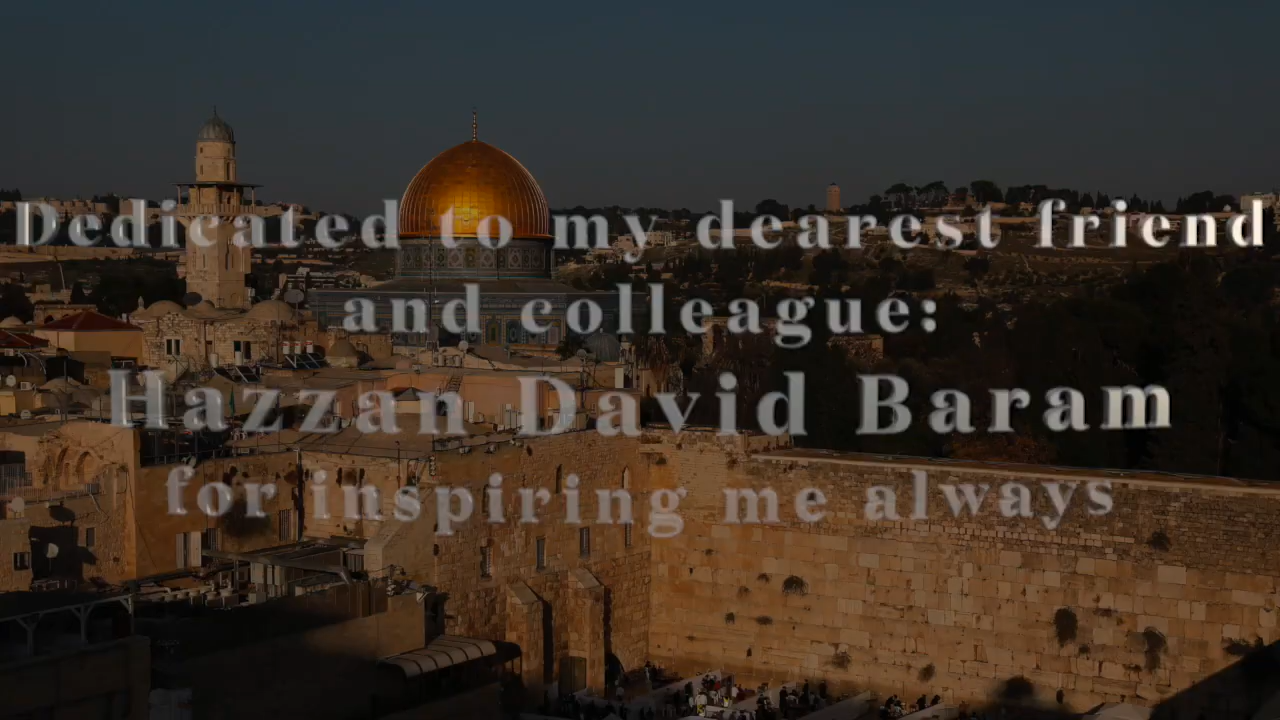 Dedicated to my dearest friend
and colleague:
Hazzan David Baram
for inspiring me always